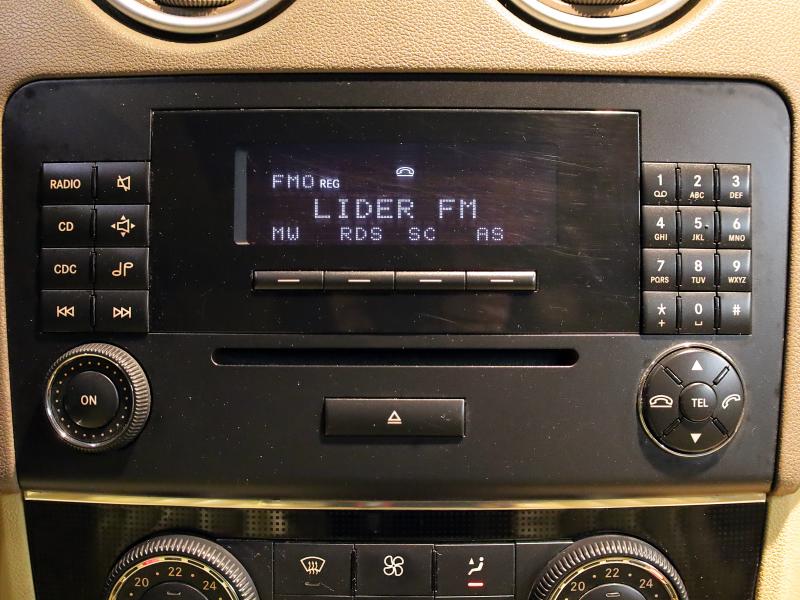 FM0 REG
LIDER FM
MW RDS SC AS
RADIO
CD
CDC
ON
1 2 ABC 3 DEF
4 GHI 5 JKL 6 MNO
7 PQRS 8 TUV 9 WXYZ
* + 0 #
TEL
20 22 24
20 22 24